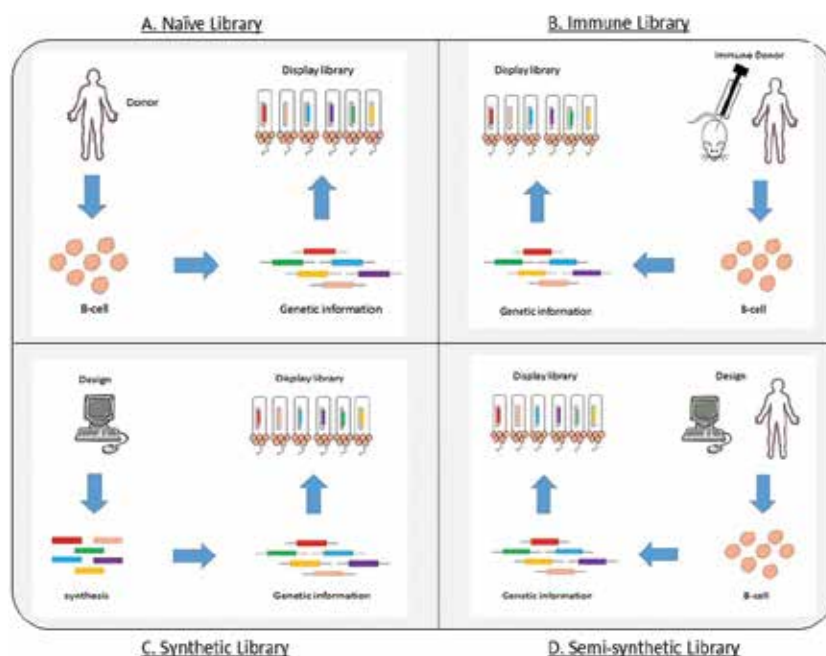 A. Naïve Library
B. Immune Library
Display library
Donor
B-cell
Genetic information
Immune Donor
Display library
Genetic information
B-cell
Design
Display library
synthesis
Genetic information
Display library
Design
Genetic information
B-cell
C. Synthetic Library
D. Semi-synthetic Library